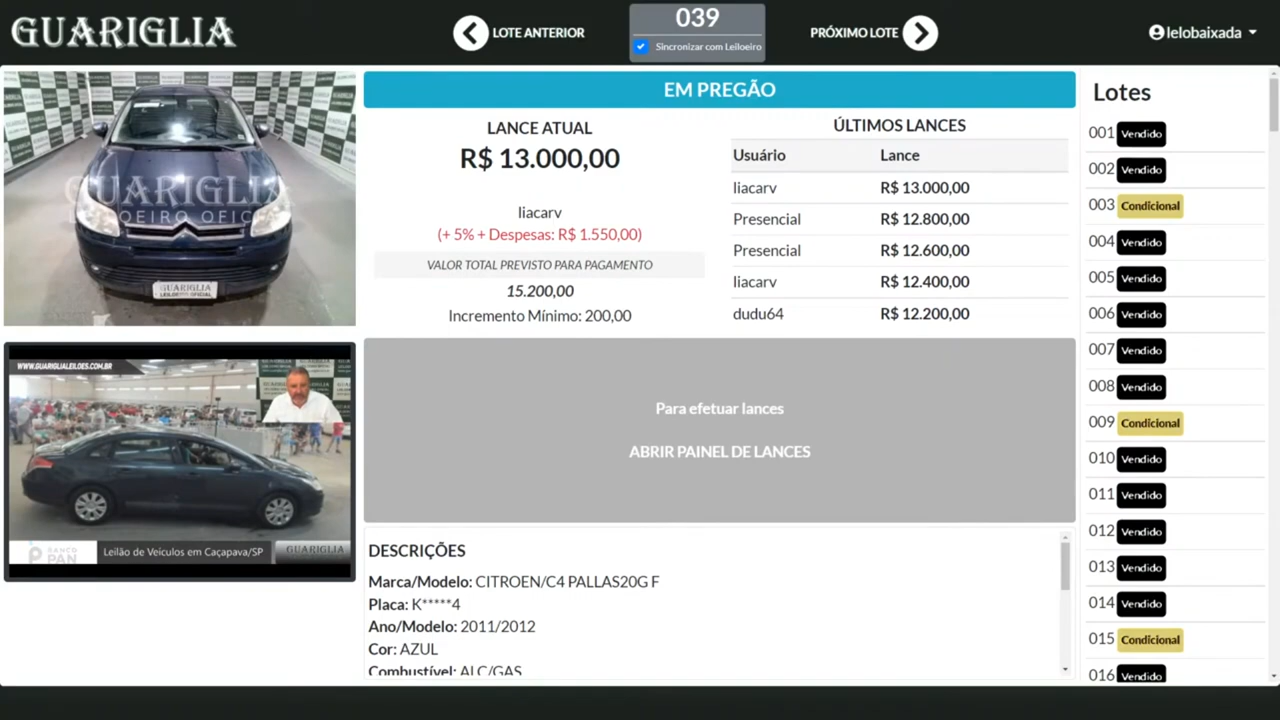 GUARIGLIA
LOTE ANTERIOR
039
Sincronizar com Leiloeiro
PRÓXIMO LOTE
lelobaixada
GUARIGLIA
LEILOEIRO OFICIAL
GUARIGLIA
LEILOEIRO OFICIAL
EM PREGÃO
LANCE ATUAL
R$ 13.000,00
liacarv
(+ 5% + Despesas: R$ 1.550,00)
VALOR TOTAL PREVISTO PARA PAGAMENTO
15.200,00
Incremento Mínimo: 200,00
ÚLTIMOS LANCES
Usuário Lance
liacarv R$ 13.000,00
Presencial R$ 12.800,00
Presencial R$ 12.600,00
liacarv R$ 12.400,00
dudu64 R$ 12.200,00
WWW.GUARIGLIALEILOES.COM.BR
BANCO
PAN
Leilão de Veiculos em Caçapava/SP
GUARIGLIA
Para efetuar lances
ABRIR PAINEL DE LANCES
DESCRIÇÕES
Marca/Modelo: CITROEN/C4 PALLAS20G F
Placa: K*****4
Ano/Modelo: 2011/2012
Cor: AZUL
Combustível: ALC/GAS
Lotes
001 Vendido
002 Vendido
003 Condicional
004 Vendido
005 Vendido
006 Vendido
007 Vendido
008 Vendido
009 Condicional
010 Vendido
011 Vendido
012 Vendido
013 Vendido
014 Vendido
015 Condicional
016 Vendido